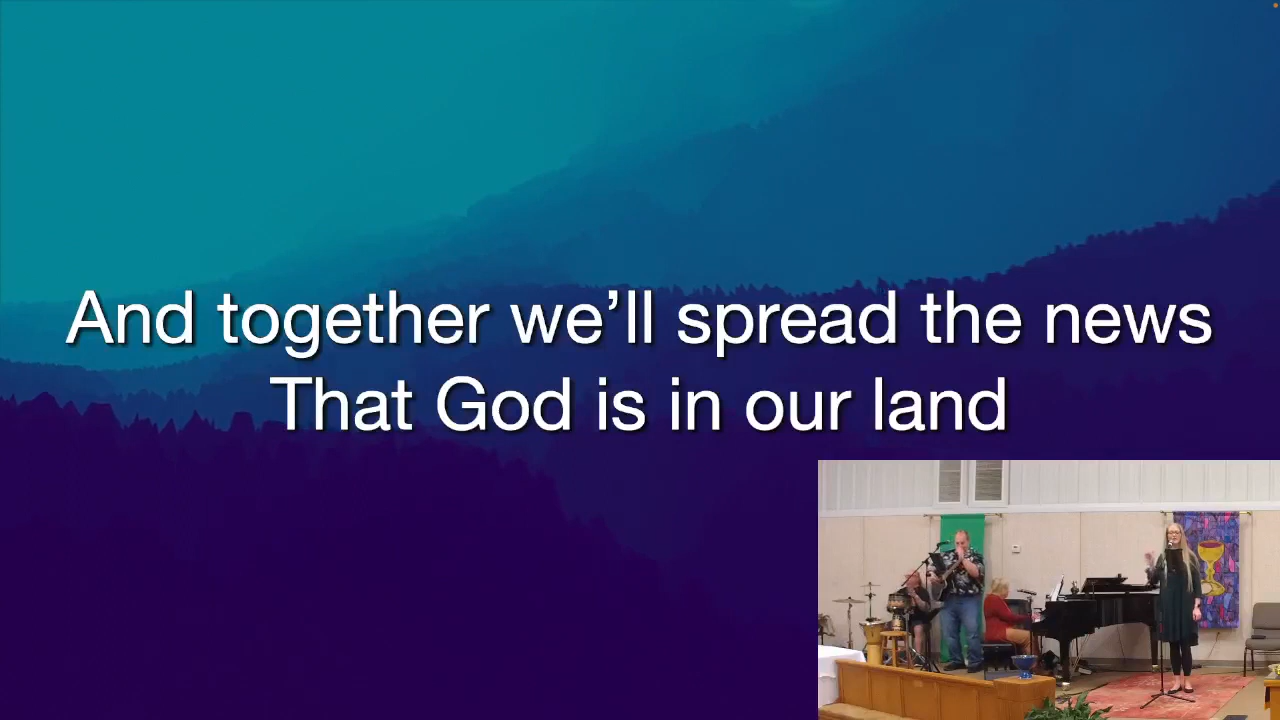 And together we’ll spread the news
That God is in our land